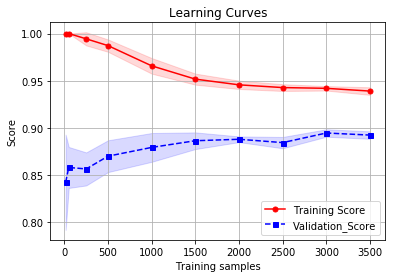 Learning Curves
1.00
0.95
0.90
0.85
0.80
Score
0 500 1000 1500 2000 2500 3000 3500
Training samples
Training Score
Validation_Score